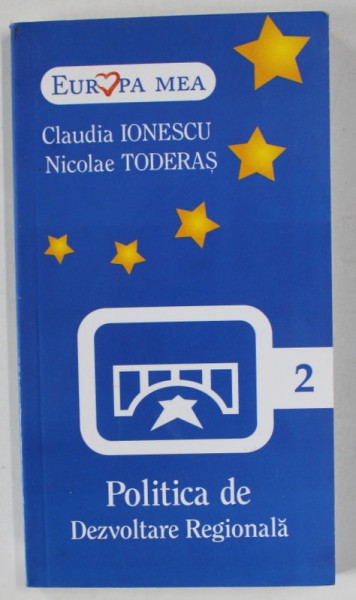 EUROPA MEA
Claudia IONESCU
Nicolae TODERAȘ
2
Politica de
Dezvoltare Regională